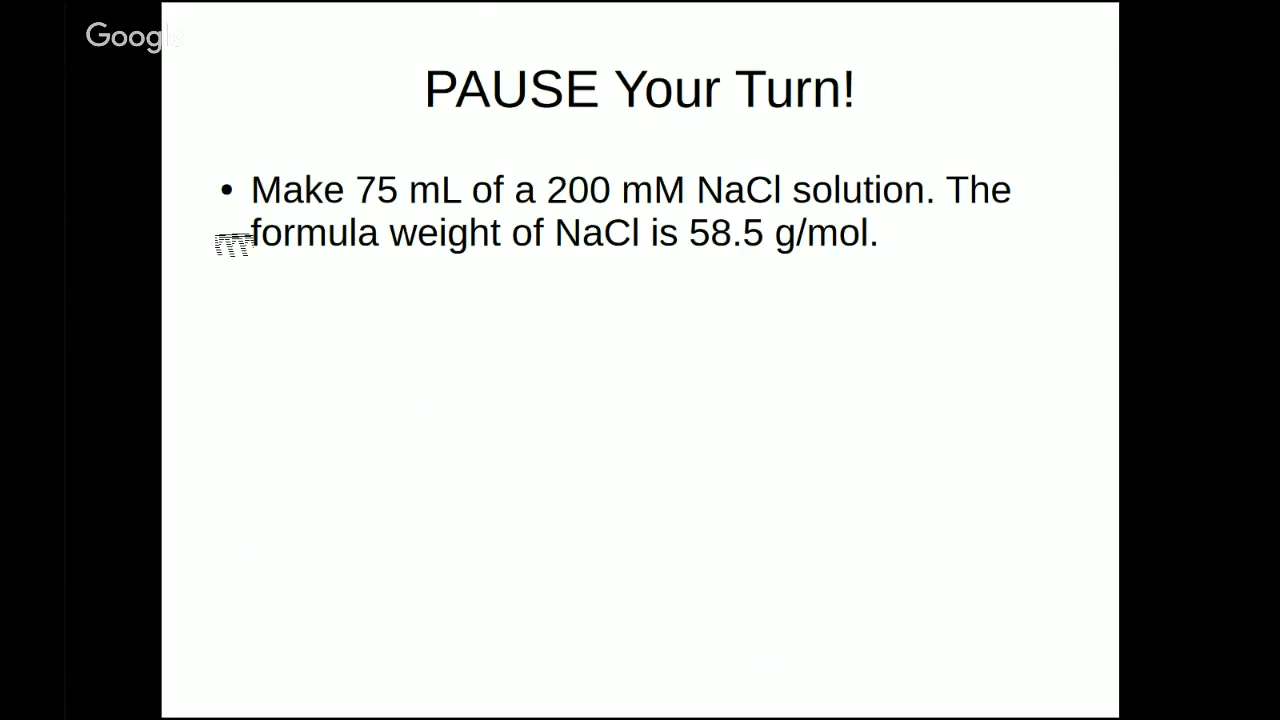 Google
PAUSE Your Turn!
• Make 75 mL of a 200 mM NaCl solution. The
formula weight of NaCl is 58.5 g/mol.